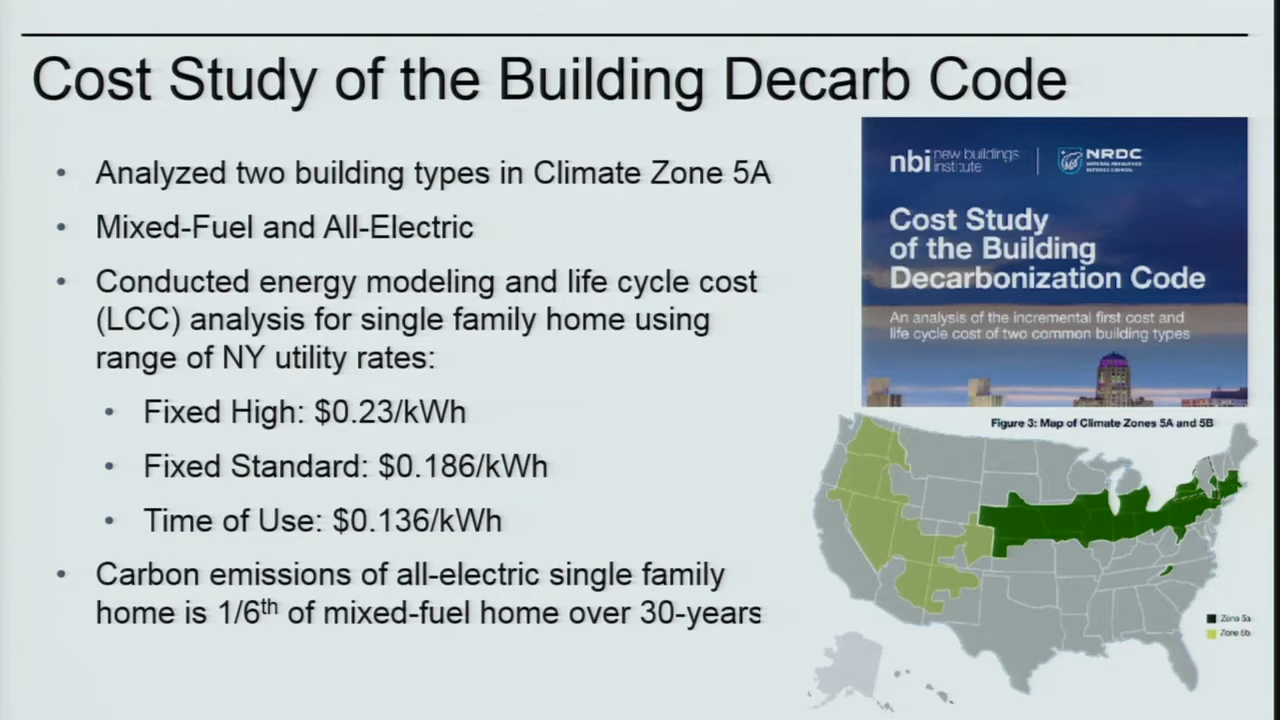 Cost Study of the Building Decarb Code
• Analyzed two building types in Climate Zone 5A
• Mixed-Fuel and All-Electric
• Conducted energy modeling and life cycle cost
(LCC) analysis for single family home using
range of NY utility rates:
• Fixed High: $0.23/kWh
• Fixed Standard: $0.186/kWh
• Time of Use: $0.136/kWh
• Carbon emissions of all-electric single family
home is 1/6th of mixed-fuel home over 30-years
nbi new buildings
institute
NRDC
NATURAL RESOURCES
DEFENSE COUNCIL
Cost Study
of the Building
Decarbonization Code
An analysis of the incremental first cost and
life cycle cost of two common building types
Figure 3: Map of Climate Zones 5A and 5B
Zone 5a
Zone 5b